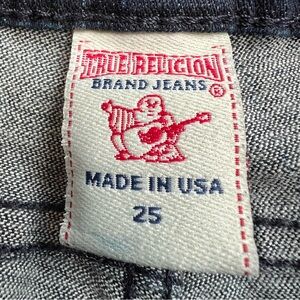 TRUE RELIGION
BRAND JEANS®
MADE IN USA
25